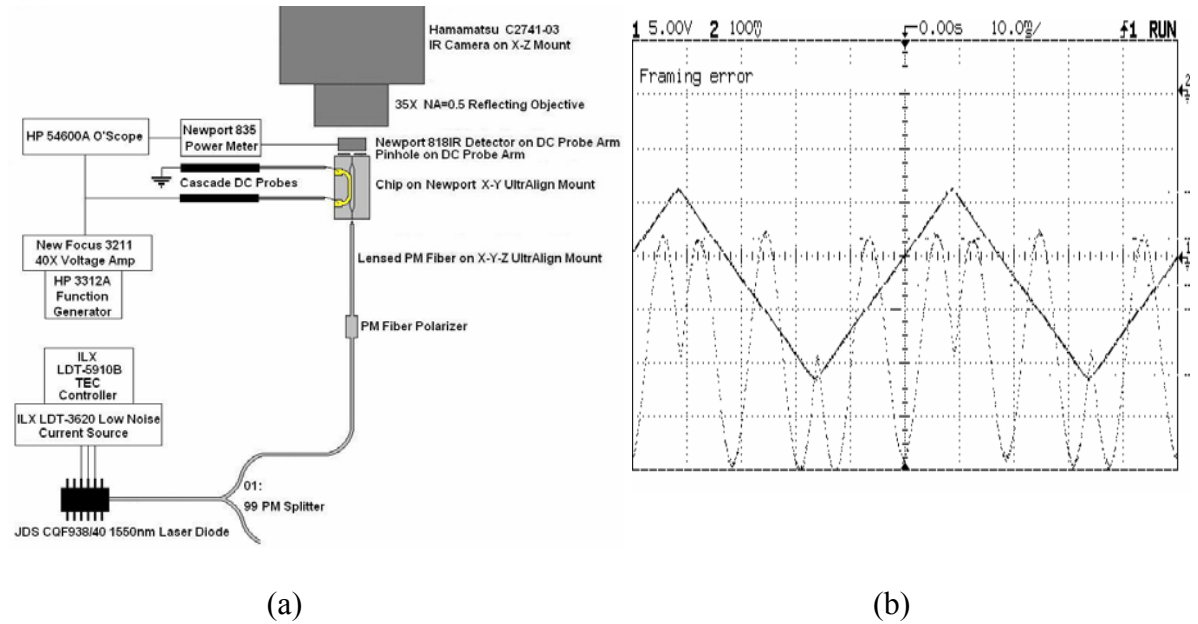 Hamamatsu C2741-03
IR Camera on X-Z Mount
35X NA=0.5 Reflecting Objective
HP 54600A O'Scope
Newport 835
Power Meter
Newport 818IR Detector on DC Probe Arm
Pinhole on DC Probe Arm
Cascade DC Probes
Chip on Newport X-Y UltrAlign Mount
New Focus 3211
40X Voltage Amp
HP 3312A
Function
Generator
Lensed PM Fiber on X-Y-Z UltrAlign Mount
PM Fiber Polarizer
ILX
LDT-5910B
TEC
Controller
ILX LDT-3620 Low Noise
Current Source
01:
99 PM Splitter
JDS CQF938/40 1550nm Laser Diode
(a)
1 5.00V 2 100m 0.00s 10.0 / 1 RUN
Framing error
2
1
(b)